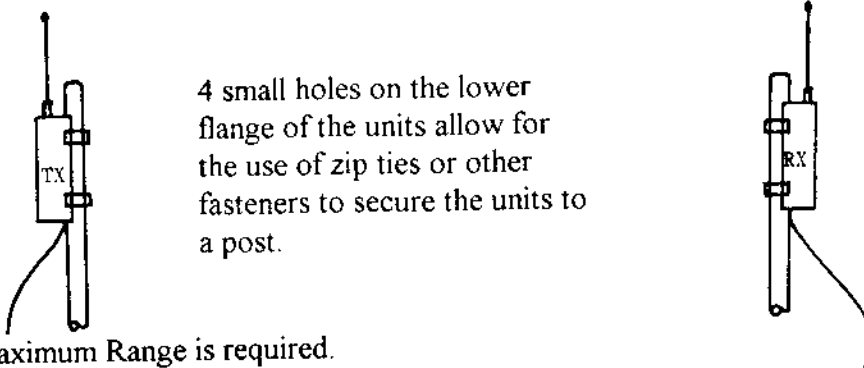 4 small holes on the lower
flange of the units allow for
the use of zip ties or other
fasteners to secure the units to
a post.
TX
RX
aximum Range is required.